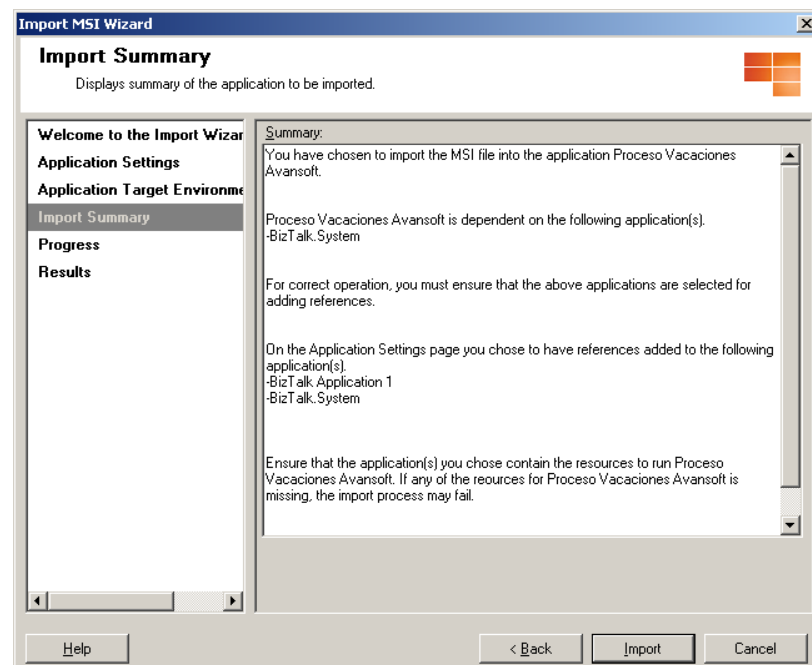 Import MSI Wizard
Import Summary
Displays summary of the application to be imported.
Welcome to the Import Wizar
Application Settings
Application Target Environme
Import Summary
Progress
Results
Summary:
You have chosen to import the MSI file into the application Proceso Vacaciones
Avansoft.
Proceso Vacaciones Avansoft is dependent on the following application(s).
-BizTalk.System
For correct operation, you must ensure that the above applications are selected for
adding references.
On the Application Settings page you chose to have references added to the following
application(s).
-BizTalk Application 1
-BizTalk.System
Ensure that the application(s) you chose contain the resources to run Proceso
Vacaciones Avansoft. If any of the reources for Proceso Vacaciones Avansoft is
missing, the import process may fail.
Help
< Back
Import
Cancel